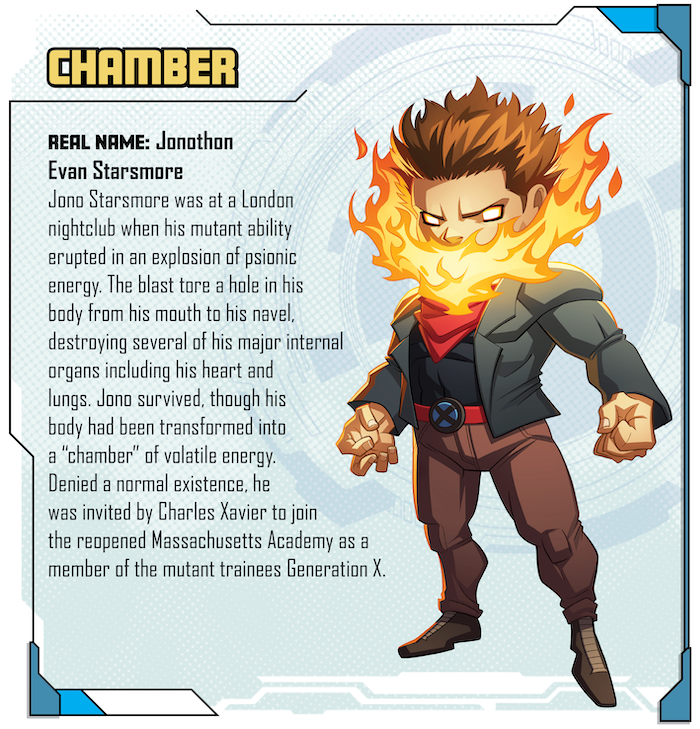 CHAMBER
REAL NAME: Jonothon
Evan Starsmore
Jono Starsmore was at a London
nightclub when his mutant ability
erupted in an explosion of psionic
energy. The blast tore a hole in his
body from his mouth to his navel,
destroying several of his major internal
organs including his heart and
lungs. Jono survived, though his
body had been transformed into
a “chamber” of volatile energy.
Denied a normal existence, he
was invited by Charles Xavier to join
the reopened Massachusetts Academy as a
member of the mutant trainees Generation X.